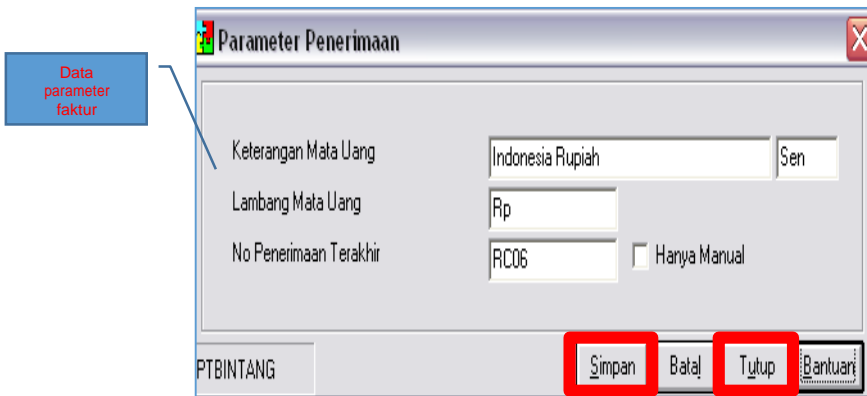 Parameter Penerimaan
Data
parameter
faktur
Keterangan Mata Uang Indonesia Rupiah Sen
Lambang Mata Uang Rp
No Penerimaan Terakhir RC06 Hanya Manual
PTBINTANG Simpan Batal Tutup Bantuan